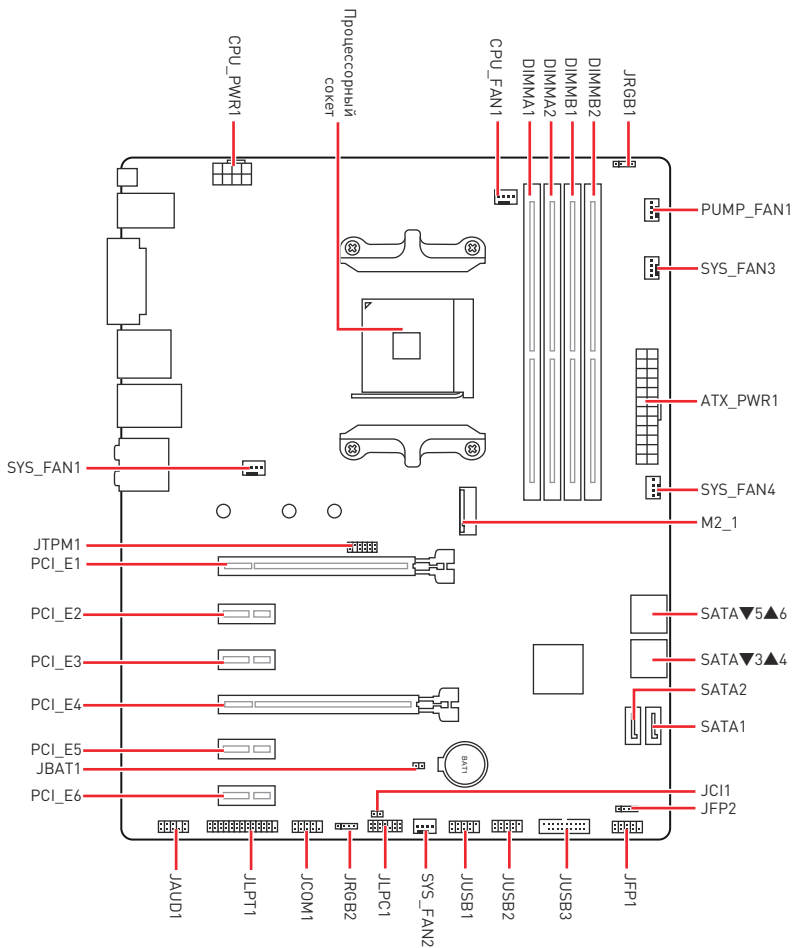 CPU_PWR1
Процессорный
сокет
CPU_FAN1
DIMMA1
DIMMA2
DIMMB1
DIMMB2
JRGB1
PUMP_FAN1
SYS_FAN3
ATX_PWR1
SYS_FAN1
SYS_FAN4
M2_1
JTPM1
PCI_E1
PCI_E2
SATA▼5▲6
PCI_E3
SATA▼3▲4
SATA2
PCI_E4
SATA1
PCI_E5
JBAT1
BAT1
PCI_E6
JCI1
JFP2
JAUD1
JLPT1
JCOM1
JRGB2
JLPC1
SYS_FAN2
JUSB1
JUSB2
JUSB3
JFP1